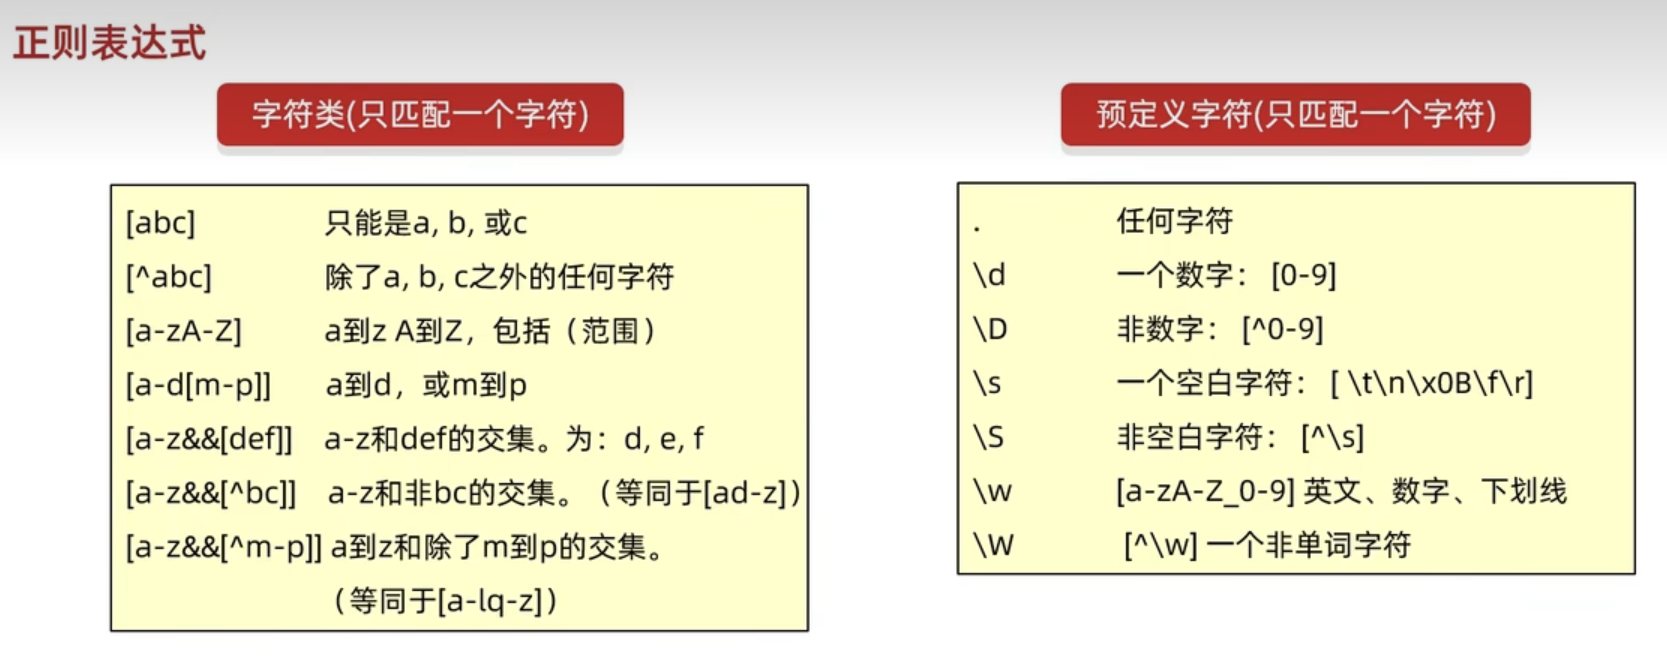 正则表达式
字符类(只匹配一个字符)
[abc] 只能是a, b, 或c
[^abc] 除了a, b, c之外的任何字符
[a-zA-Z] a到z A到Z，包括（范围）
[a-d[m-p]] a到d，或m到p
[a-z&&[def]] a-z和def的交集。为：d, e, f
[a-z&&[^bc]] a-z和非bc的交集。（等同于[ad-z]）
[a-z&&[^m-p]] a到z和除了m到p的交集。
（等同于[a-lq-z]）
预定义字符(只匹配一个字符)
. 任何字符
\d 一个数字： [0-9]
\D 非数字： [^0-9]
\s 一个空白字符： [ \t\n\x0B\f\r]
\S 非空白字符： [^\s]
\w [a-zA-Z_0-9] 英文、数字、下划线
\W [^\w] 一个非单词字符